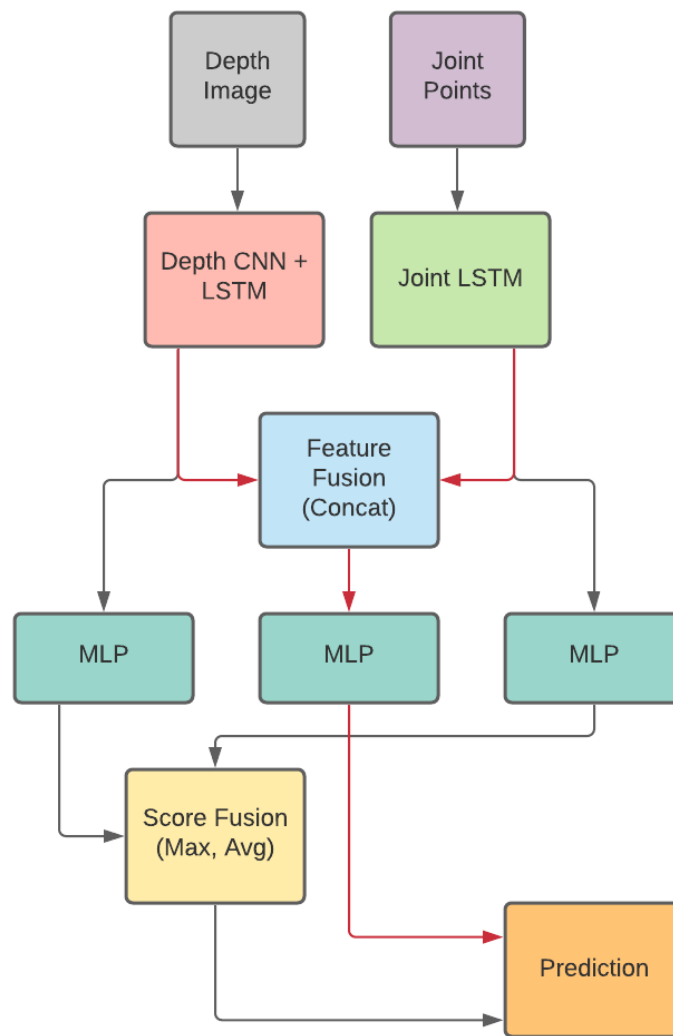 Depth
Image
Joint
Points
Depth CNN +
LSTM
Joint LSTM
Feature
Fusion
(Concat)
MLP
MLP
MLP
Score Fusion
(Max, Avg)
Prediction